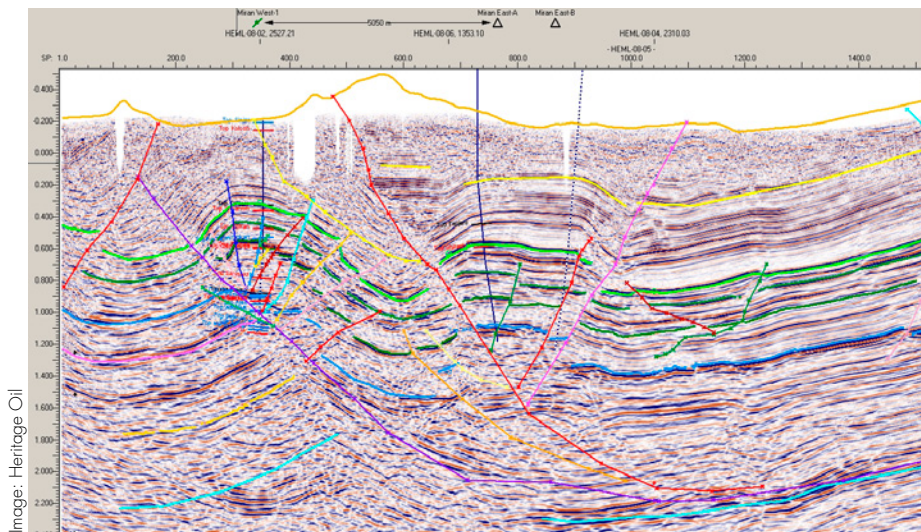 Miran West-1
Miran East-A
Miran East-B
5050 m
HEML-08-02, 2527.21
HEML-08-06, 1353.10
HEML-08-04, 2310.03
- HEML-08-05 -
SP: 1.0 200.0 400.0 600.0 800.0 1000.0 1200.0 1400.0
-0.400
-0.200
0.000
0.200
0.400
0.600
0.800
1.000
1.200
1.400
1.600
1.800
2.000
2.200
Image: Heritage Oil